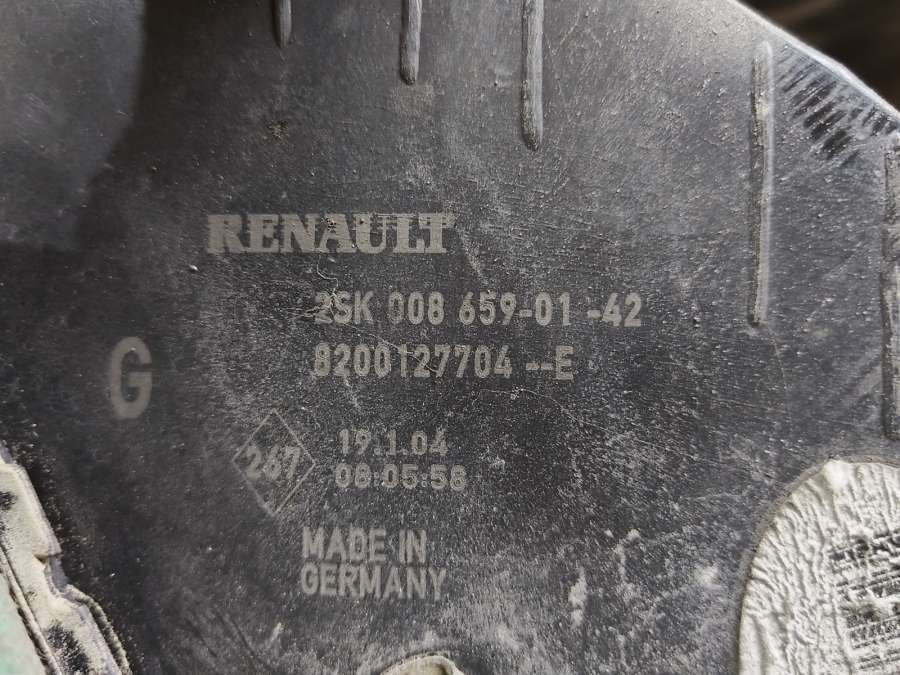 RENAULT
2SK 008 659-01 -42
8200127704 --E
G
267
19.1.04
08:05:58
MADE IN
GERMANY